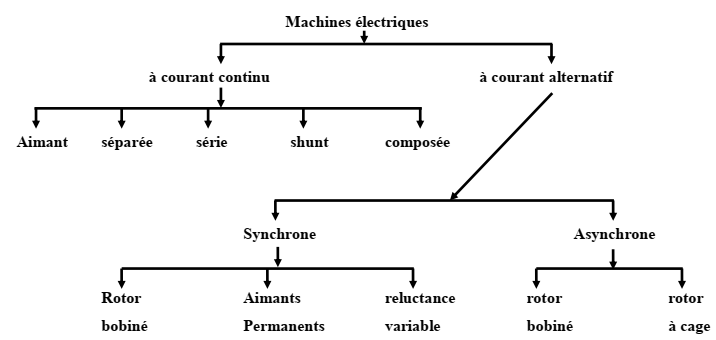 Machines électriques
à courant continu à courant alternatif
Aimant séparée série shunt composée
Synchrone Asynchrone
Rotor Aimants reluctance rotor rotor
bobiné Permanents variable bobiné à cage